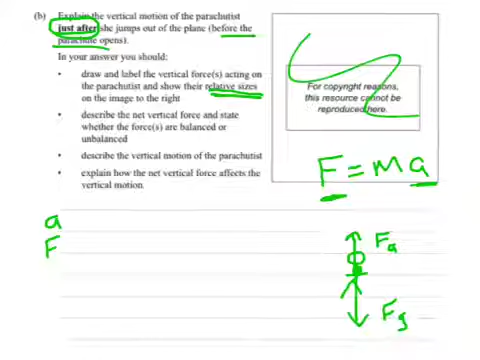 (b) Explain the vertical motion of the parachutist
just after she jumps out of the plane (before the
parachute opens).
In your answer you should:
• draw and label the vertical force(s) acting on
the parachutist and show their relative sizes
on the image to the right
• describe the net vertical force and state
whether the force(s) are balanced or
unbalanced
• describe the vertical motion of the parachutist
• explain how the net vertical force affects the
vertical motion.
For copyright reasons,
this resource cannot be
reproduced here.
F = ma
a
F
Fa
Fg